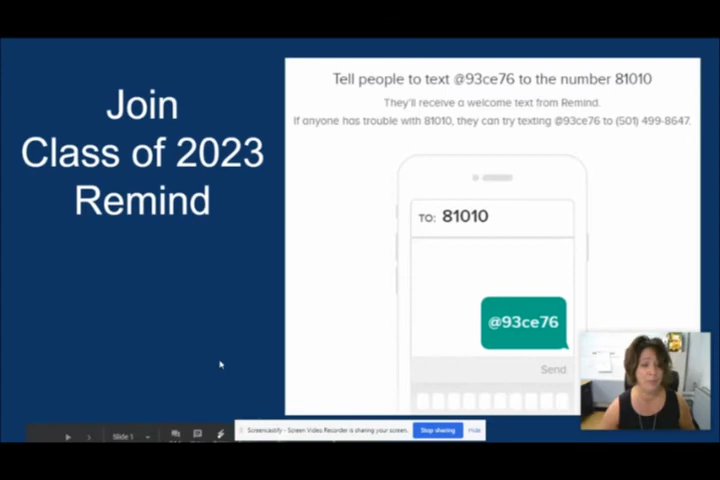 Join
Class of 2023
Remind
Tell people to text @93ce76 to the number 81010
They'll receive a welcome text from Remind.
If anyone has trouble with 81010, they can try texting @93ce76 to (501) 499-8647.
TO: 81010
@93ce76
Send
Slide 1
Screencastify - Screen Video Recorder is sharing your screen.
Stop sharing
Hide